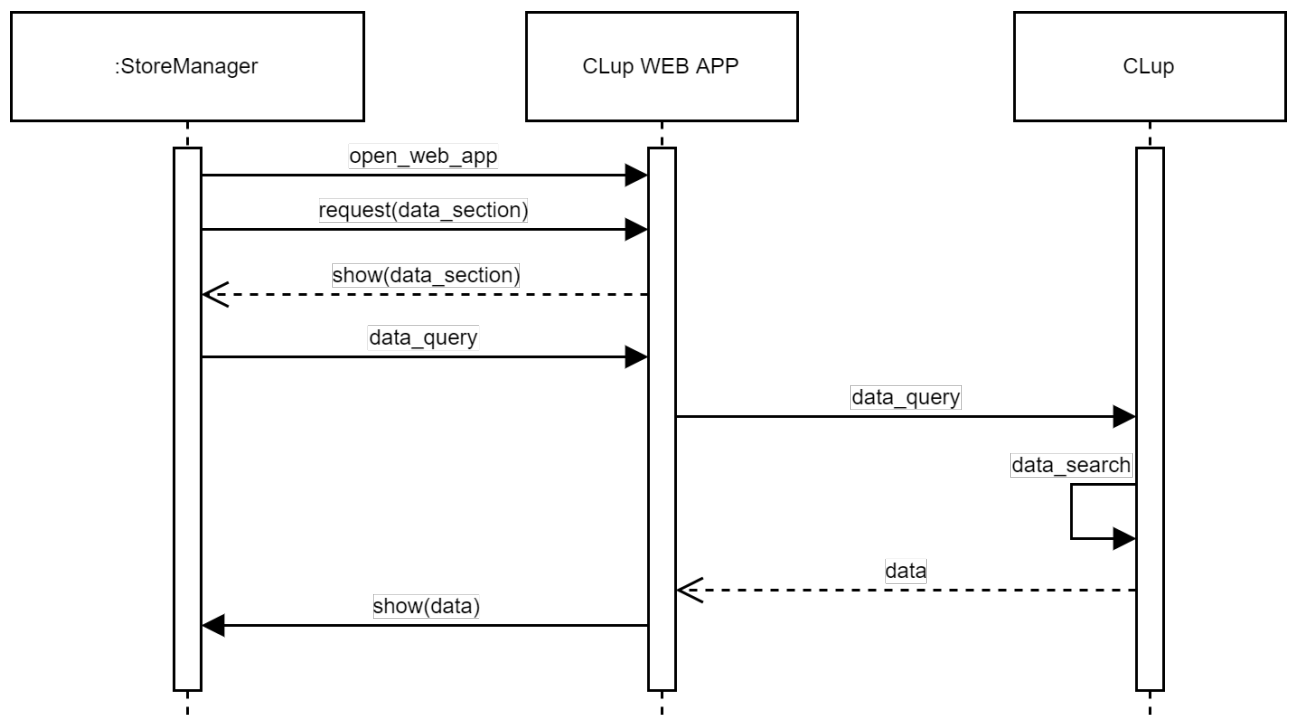 :StoreManager
CLup WEB APP
CLup
open_web_app
request(data_section)
show(data_section)
data_query
data_query
data_search
data
show(data)